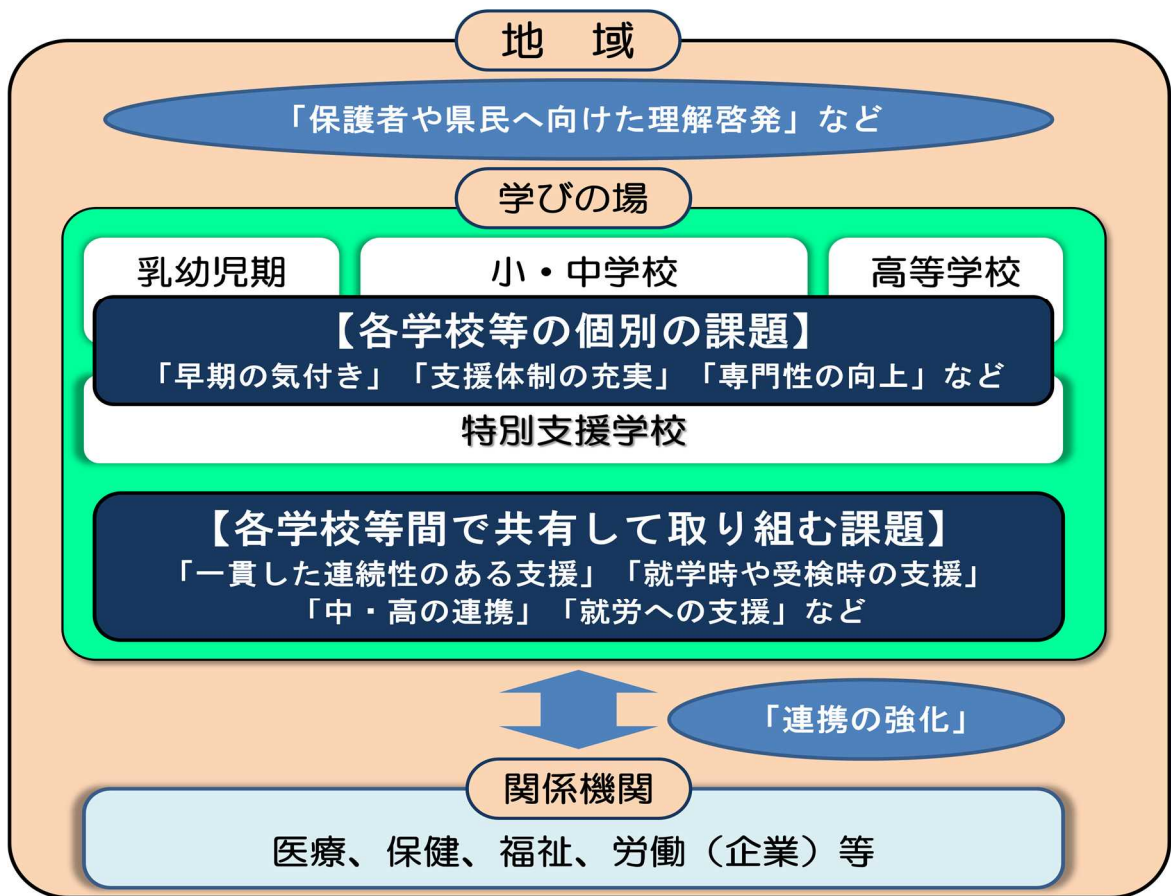 地　域
「保護者や県民へ向けた理解啓発」など
学びの場
乳幼児期
小・中学校
高等学校
【各学校等の個別の課題】
「早期の気付き」「支援体制の充実」「専門性の向上」など
特別支援学校
【各学校等間で共有して取り組む課題】
「一貫した連続性のある支援」「就学時や受検時の支援」
「中・高の連携」「就労への支援」など
「連携の強化」
関係機関
医療、保健、福祉、労働（企業）等